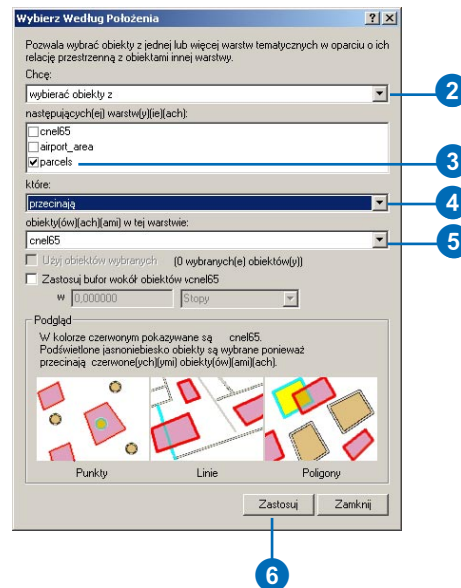 Wybierz Według Położenia
Pozwala wybrać obiekty z jednej lub więcej warstw tematycznych w oparciu o ich
relację przestrzenną z obiektami innej warstwy.
Chcę:
wybierać obiekty z
2
następujących(ej) warstw(y)(ie)(ach):
cnel65
airport_area
parcels
3
które:
przecinają
4
obiekty(ów)(ach)(ami) w tej warstwie:
cnel65
5
Użyj obiektów wybranych (0 wybranych(e) obiektów(y))
Zastosuj bufor wokół obiektów wcnel65
w 0,000000 Stopy
Podgląd
W kolorze czerwonym pokazywane są cnel65.
Podświetlone jasnoniebiesko obiekty są wybrane ponieważ
przecinają czerwone(ych)(ymi) obiekty(ów)(ami)(ach).
Punkty Linie Poligony
Zastosuj Zamknij
6